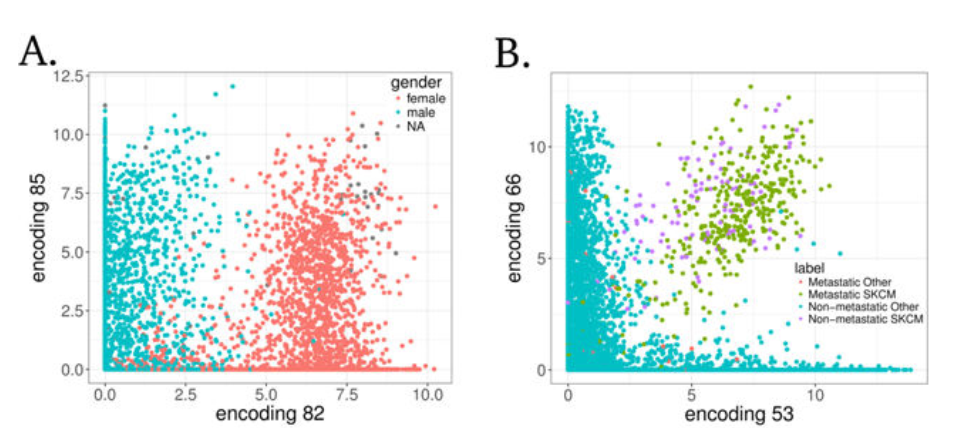 A.
gender
female
male
NA
12.5
10.0
7.5
5.0
2.5
0.0
encoding 85
0.0 2.5 5.0 7.5 10.0
encoding 82
B.
10
5
0
encoding 66
label
Metastatic Other
Metastatic SKCM
Non−metastatic Other
Non−metastatic SKCM
0 5 10
encoding 53